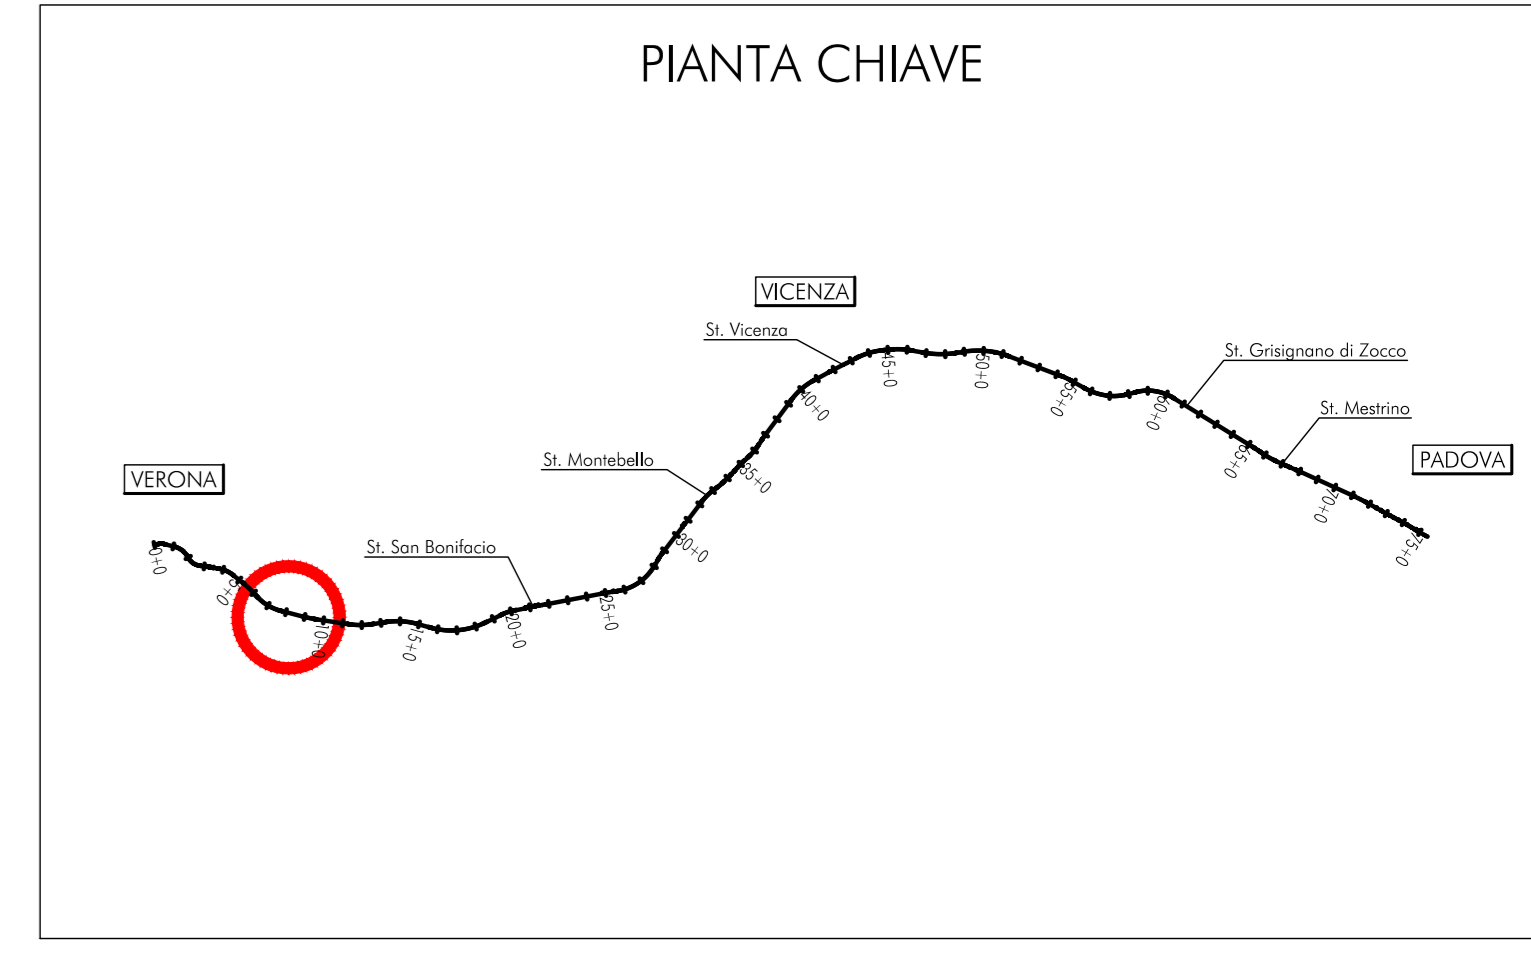 PIANTA CHIAVE
VICENZA
St. Vicenza
St. Grisignano di Zocco
St. Mestrino
PADOVA
St. Montebello
VERONA
St. San Bonifacio
0+0
5+0
10+0
15+0
20+0
25+0
30+0
35+0
40+0
45+0
50+0
55+0
60+0
65+0
70+0
75+0